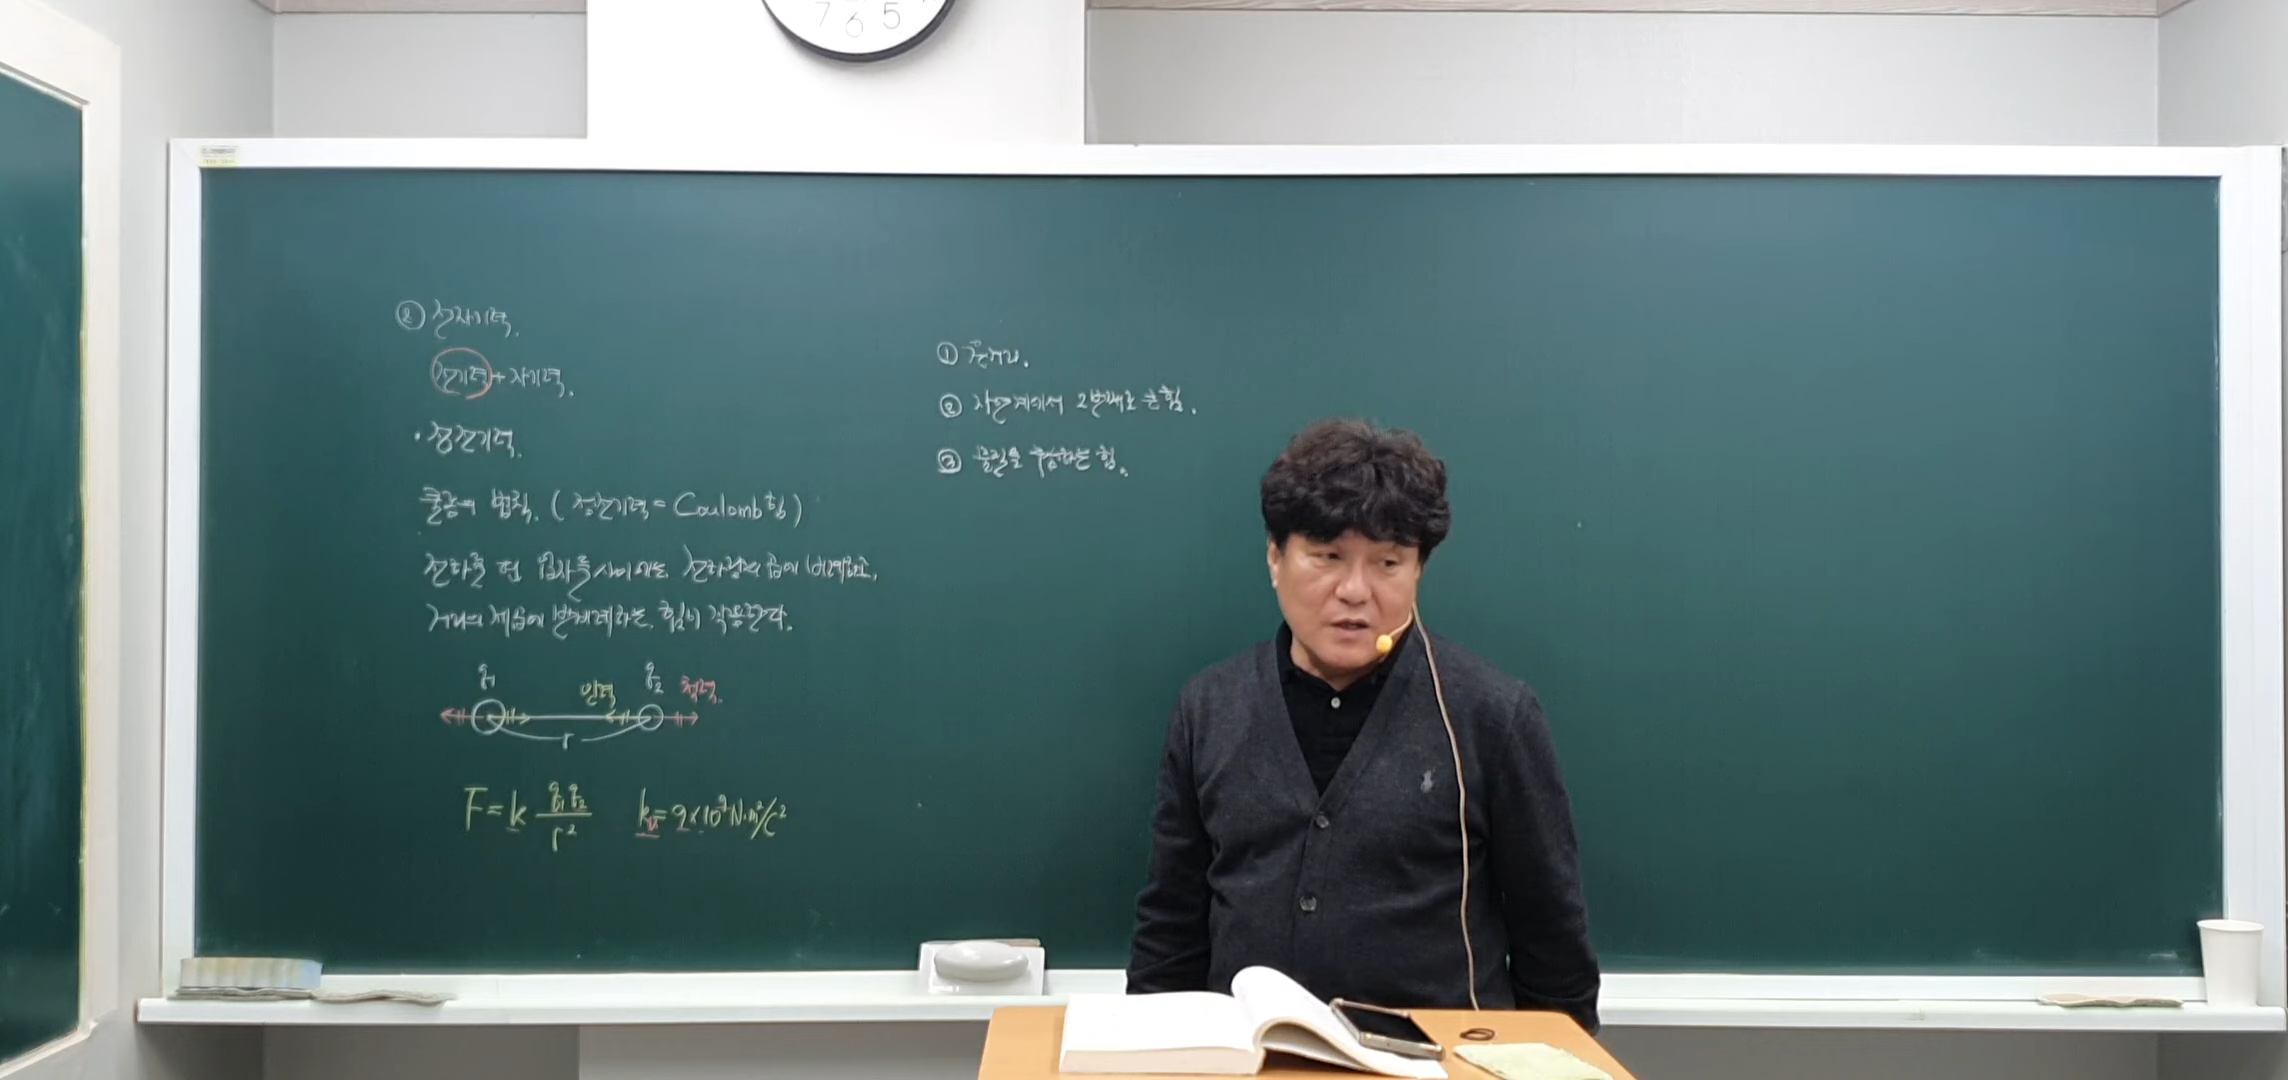 7 6 5
② 전자기력.
전기력 + 자기력.
· 정전기력.
쿨롱의 법칙. ( 정전기력 = Coulomb 힘 )
전하를 띤 입자들 사이에는 전하량의 곱에 비례하고,
거리의 제곱에 반비례하는 힘이 작용한다.
q1 q2
인력 척력.
r
F = k q1 q2 / r²
k = 9×10⁹ N·m²/C²
① 
② 자연계에서 2번째로 큰 힘.
③ 물질을 구성하는 힘.